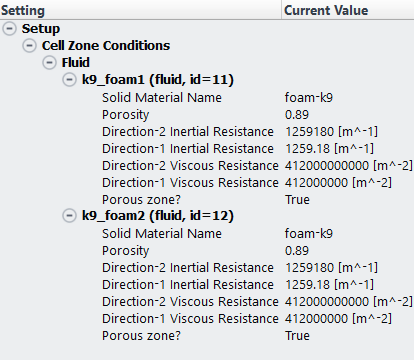 Setting Current Value
Setup
Cell Zone Conditions
Fluid
k9_foam1 (fluid, id=11)
Solid Material Name foam-k9
Porosity 0.89
Direction-2 Inertial Resistance 1259180 [m^-1]
Direction-1 Inertial Resistance 1259.18 [m^-1]
Direction-2 Viscous Resistance 412000000000 [m^-2]
Direction-1 Viscous Resistance 412000000 [m^-2]
Porous zone? True
k9_foam2 (fluid, id=12)
Solid Material Name foam-k9
Porosity 0.89
Direction-2 Inertial Resistance 1259180 [m^-1]
Direction-1 Inertial Resistance 1259.18 [m^-1]
Direction-2 Viscous Resistance 412000000000 [m^-2]
Direction-1 Viscous Resistance 412000000 [m^-2]
Porous zone? True